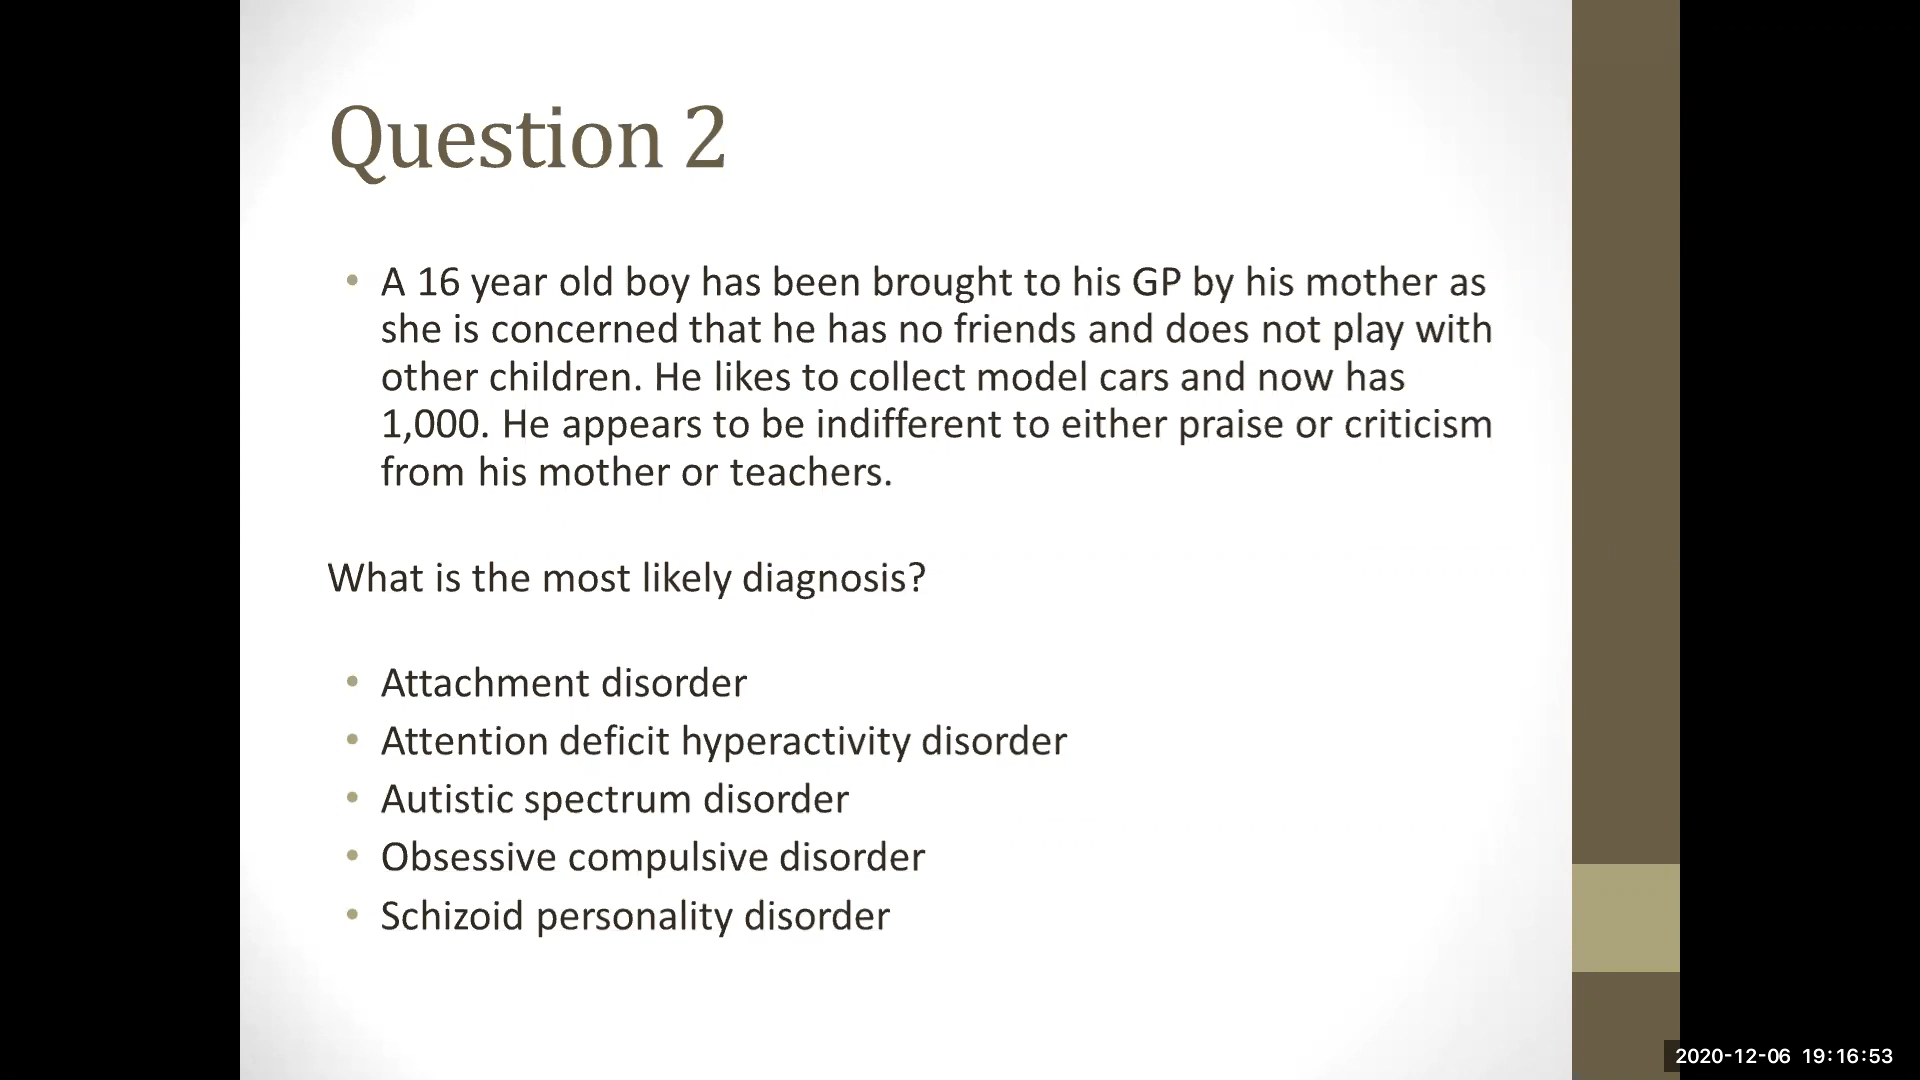 Question 2
• A 16 year old boy has been brought to his GP by his mother as
she is concerned that he has no friends and does not play with
other children. He likes to collect model cars and now has
1,000. He appears to be indifferent to either praise or criticism
from his mother or teachers.
What is the most likely diagnosis?
• Attachment disorder
• Attention deficit hyperactivity disorder
• Autistic spectrum disorder
• Obsessive compulsive disorder
• Schizoid personality disorder
2020-12-06 19:16:53